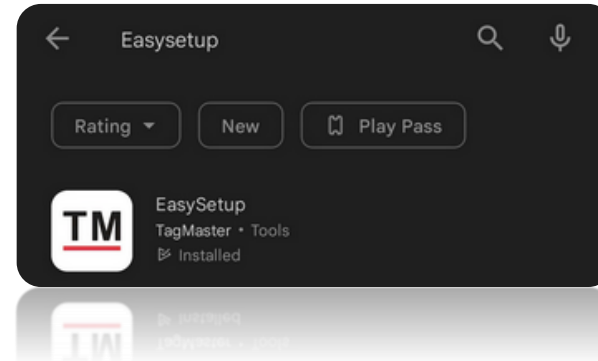 Easysetup
Rating New Play Pass
TM
EasySetup
TagMaster • Tools
Installed